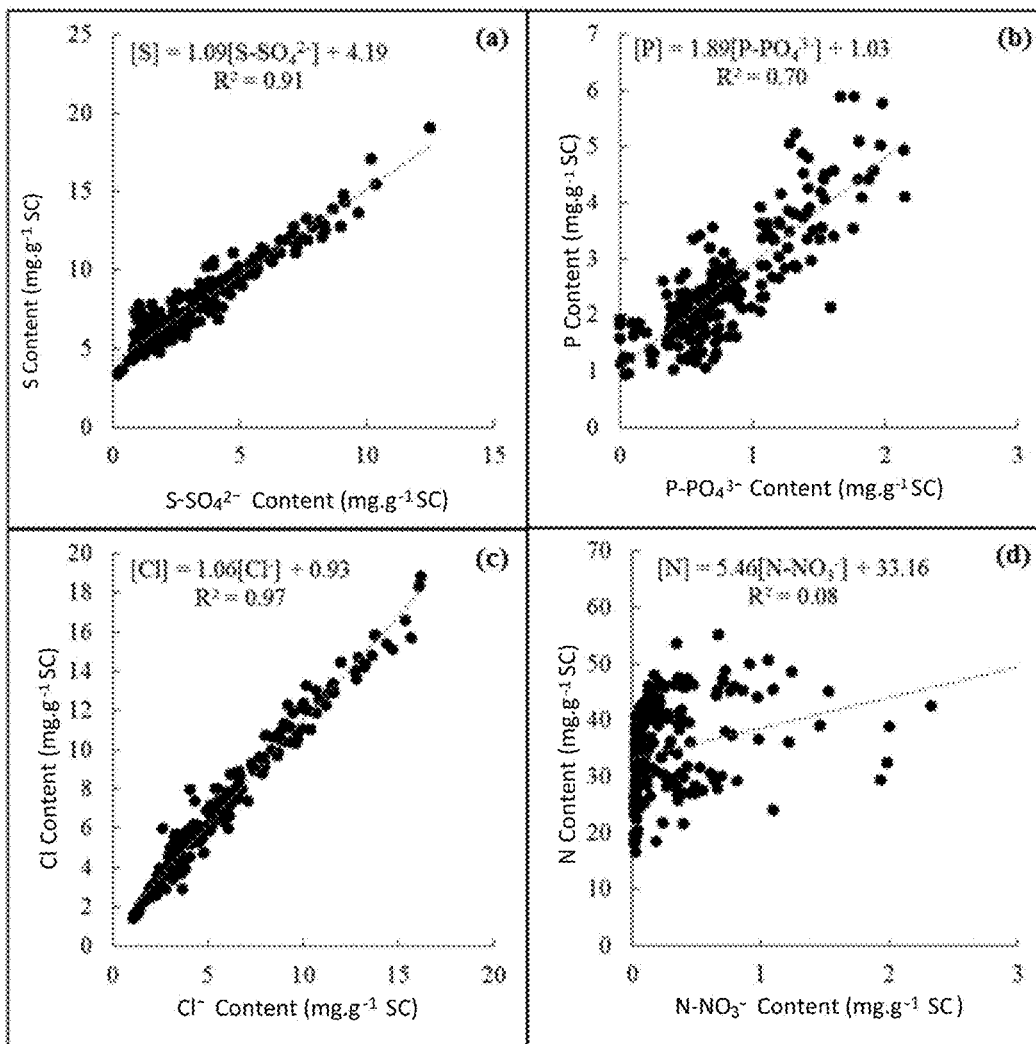 (a)
[S] = 1.09[S-SO₄²⁻] + 4.19
R² = 0.91
25
20
15
10
5
0
S Content (mg.g⁻¹ SC)
0 5 10 15
S-SO₄²⁻ Content (mg.g⁻¹ SC)
(b)
[P] = 1.89[P-PO₄³⁻] + 1.03
R² = 0.70
7
6
5
4
3
2
1
0
P Content (mg.g⁻¹ SC)
0 1 2 3
P-PO₄³⁻ Content (mg.g⁻¹ SC)
(c)
[Cl] = 1.06[Cl⁻] + 0.93
R² = 0.97
20
18
16
14
12
10
8
6
4
2
0
Cl Content (mg.g⁻¹ SC)
0 5 10 15 20
Cl⁻ Content (mg.g⁻¹ SC)
(d)
[N] = 5.46[N-NO₃⁻] + 33.16
R² = 0.08
70
60
50
40
30
20
10
0
N Content (mg.g⁻¹ SC)
0 1 2 3
N-NO₃⁻ Content (mg.g⁻¹ SC)